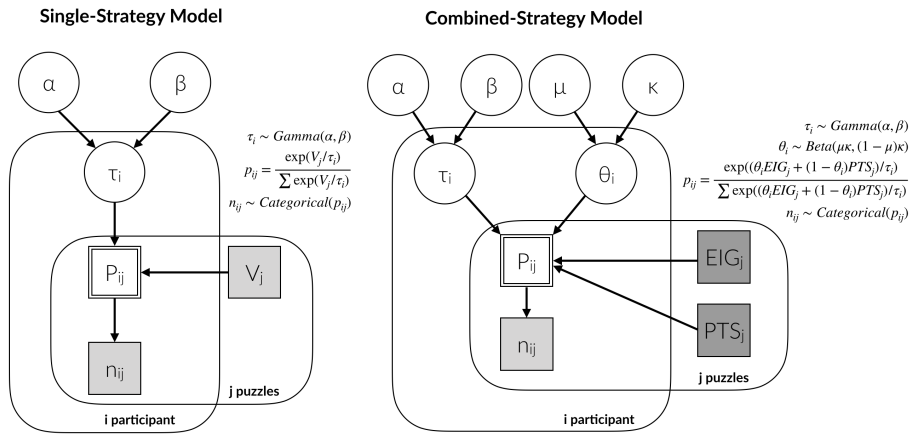 Single-Strategy Model
α
β
τi
τi ∼ Gamma(α, β)
pij = exp(Vj/τi) / ∑ exp(Vj/τi)
nij ∼ Categorical(pij)
Pij
Vj
nij
j puzzles
i participant
Combined-Strategy Model
α
β
μ
κ
τi
θi
τi ∼ Gamma(α, β)
θi ∼ Beta(μκ, (1 − μ)κ)
pij = exp((θiEIGj + (1 − θi)PTSj)/τi) / ∑ exp((θiEIGj + (1 − θi)PTSj)/τi)
nij ∼ Categorical(pij)
Pij
EIGj
PTSj
nij
j puzzles
i participant